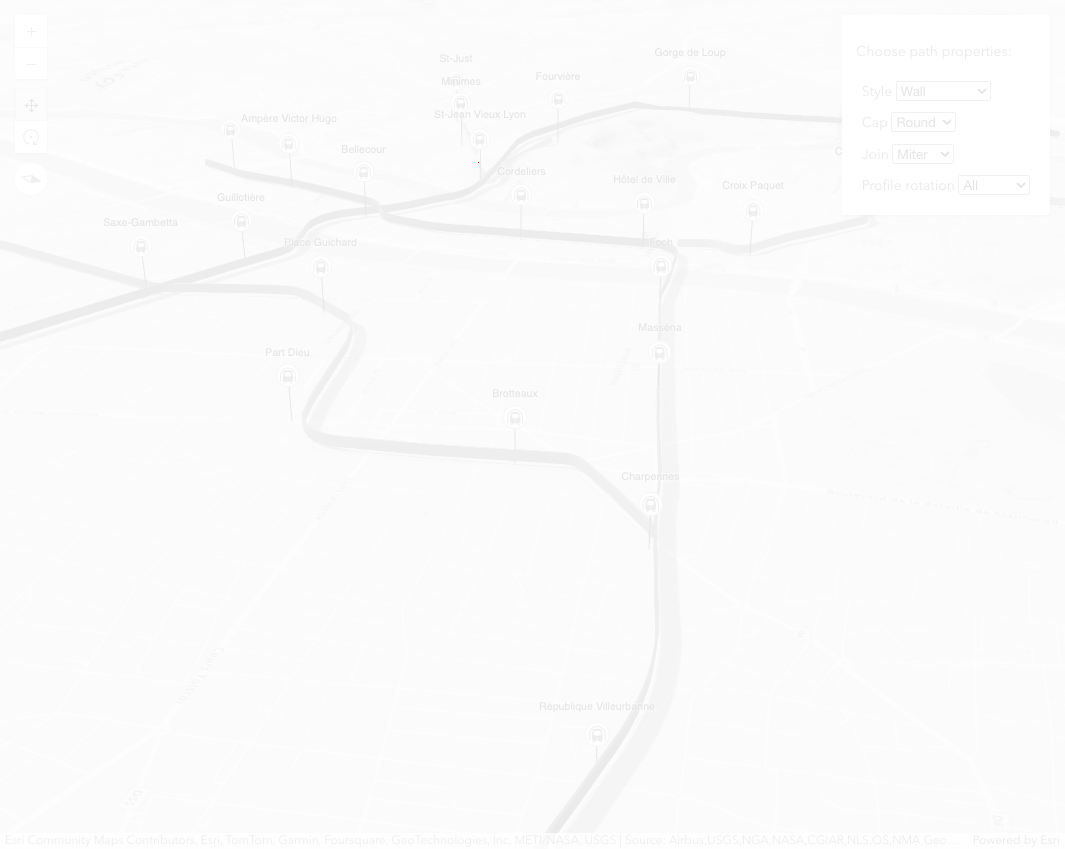 Gorge de Loup
St-Just
Fourvière
Minimes
St-Jean Vieux Lyon
Ampère Victor Hugo
Bellecour
Cordeliers
Hôtel de Ville
Croix Paquet
Guillotière
Saxe-Gambetta
Place Guichard
Foch
Massena
Part Dieu
Brotteaux
Charpennes
République Villeurbanne
Choose path properties:
Style Wall
Cap Round
Join Miter
Profile rotation All
Esri Community Maps Contributors, Esri, TomTom, Garmin, Foursquare, GeoTechnologies, Inc, METI/NASA, USGS | Source: Airbus,USGS,NGA,NASA,CGIAR,NLS,OS,NMA,Geo...
Powered by Esri